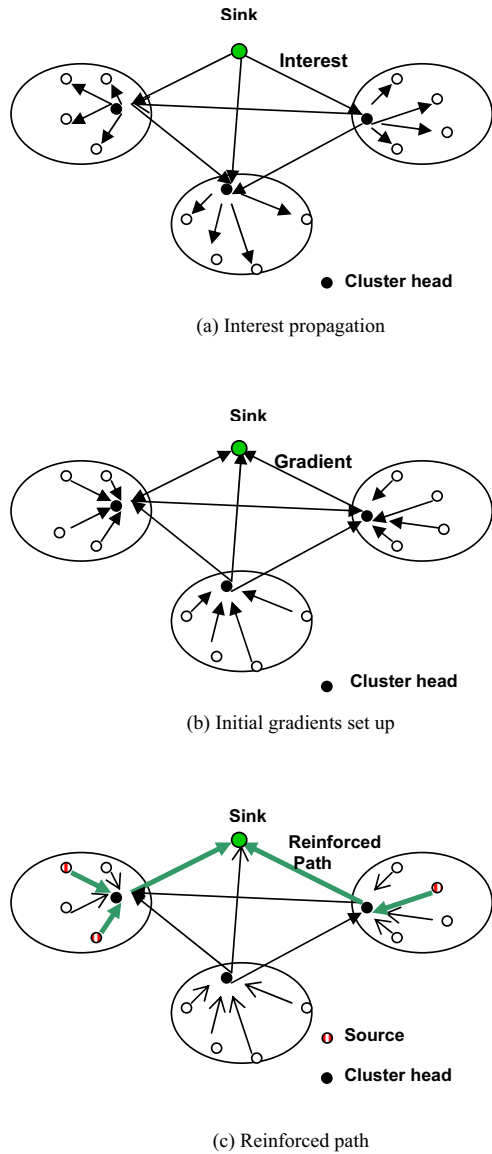 Sink
Interest
Cluster head
(a) Interest propagation
Sink
Gradient
Cluster head
(b) Initial gradients set up
Sink
Reinforced
Path
Source
Cluster head
(c) Reinforced path